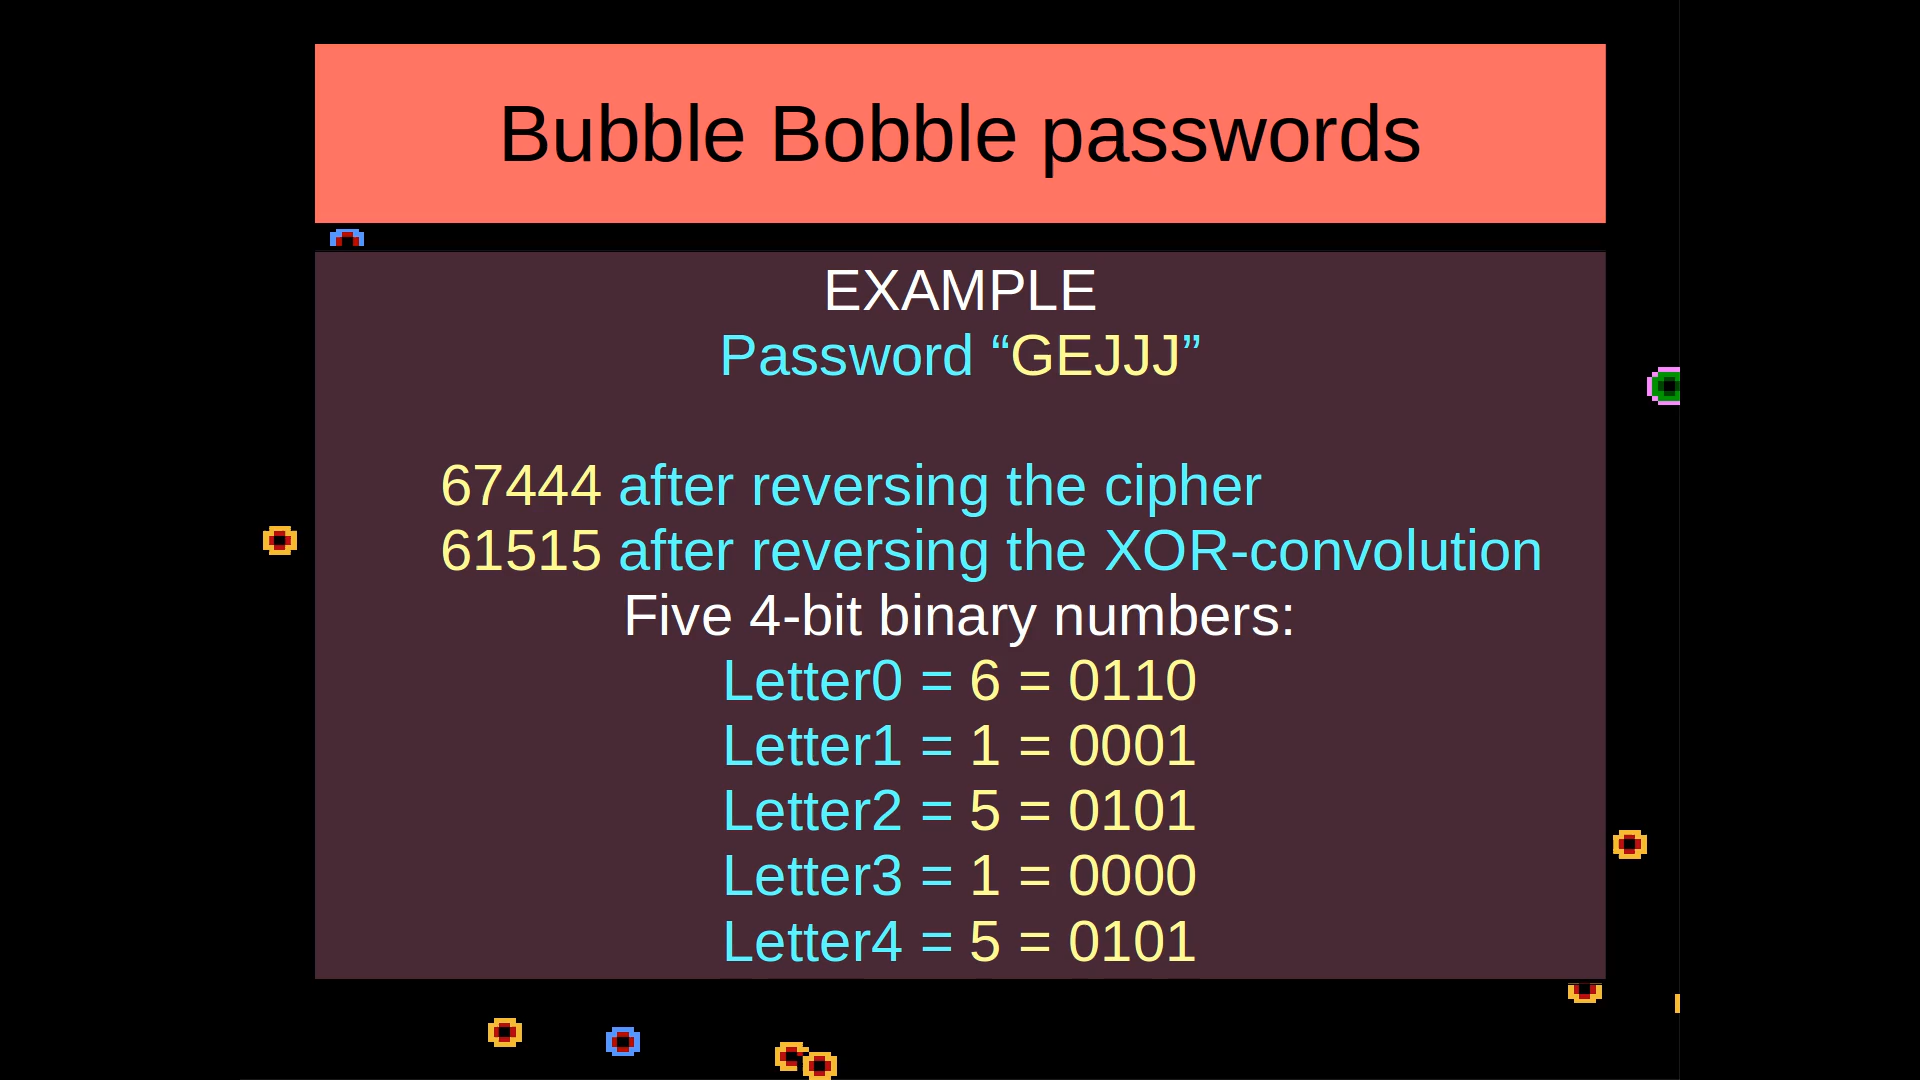 Bubble Bobble passwords
EXAMPLE
Password “GEJJJ”
67444 after reversing the cipher
61515 after reversing the XOR-convolution
Five 4-bit binary numbers:
Letter0 = 6 = 0110
Letter1 = 1 = 0001
Letter2 = 5 = 0101
Letter3 = 1 = 0000
Letter4 = 5 = 0101